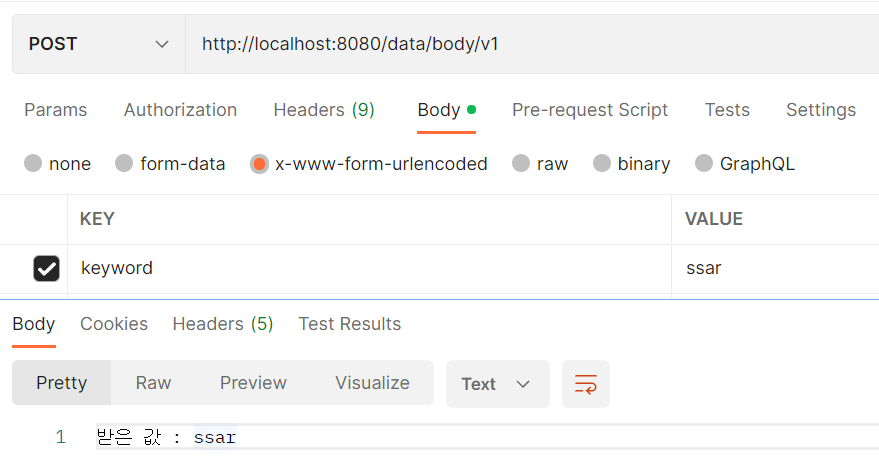 POST http://localhost:8080/data/body/v1
Params Authorization Headers (9) Body Pre-request Script Tests Settings
none form-data x-www-form-urlencoded raw binary GraphQL
KEY VALUE
keyword ssar
Body Cookies Headers (5) Test Results
Pretty Raw Preview Visualize Text
1 받은 값 : ssar